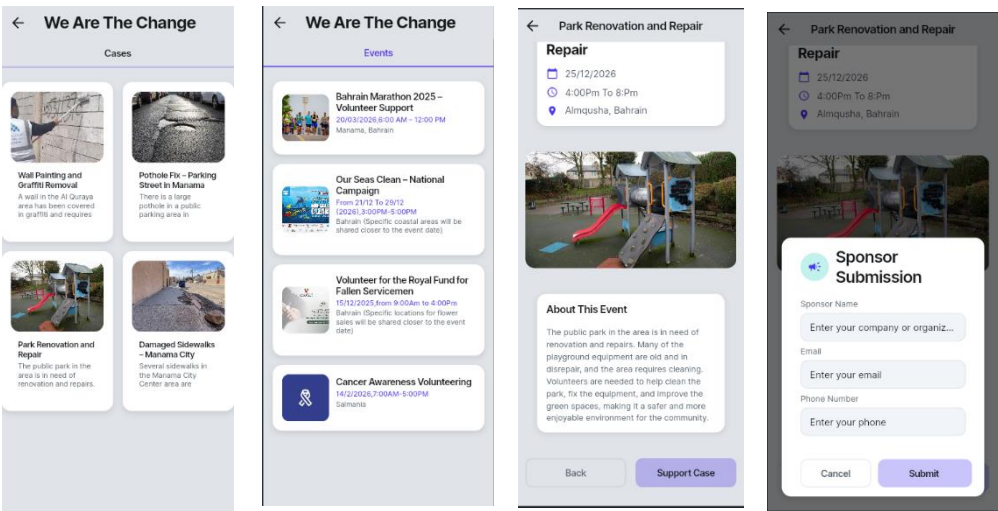 We Are The Change
Cases
Wall Painting and
Graffiti Removal
A wall in the Al Quraya
area has been covered
in graffiti and requires
Pothole Fix – Parking
Street in Manama
There is a large
pothole in a public
parking area in
Park Renovation and
Repair
The public park in the
area is in need of
renovation and repairs.
Damaged Sidewalks
– Manama City
Several sidewalks in
the Manama City
Center area are
We Are The Change
Events
Bahrain Marathon 2025 –
Volunteer Support
20/03/2026,6:00 AM – 12:00 PM
Manama, Bahrain
Our Seas Clean – National
Campaign
From 21/12 To 29/12
(2026),3:00PM-5:00PM
Bahrain (Specific coastal areas will be
shared closer to the event date)
Volunteer for the Royal Fund for
Fallen Servicemen
15/12/2025,from 9:00Am to 4:00Pm
Bahrain (Specific locations for flower
sales will be shared closer to the event
date)
Cancer Awareness Volunteering
14/2/2026,7:00AM-5:00PM
Salmania
Park Renovation and Repair
Repair
25/12/2026
4:00Pm To 8:Pm
Almqusha, Bahrain
About This Event
The public park in the area is in need of
renovation and repairs. Many of the
playground equipment are old and in
disrepair, and the area requires cleaning.
Volunteers are needed to help clean the
park, fix the equipment, and improve the
green spaces, making it a safer and more
enjoyable environment for the community.
Back
Support Case
Park Renovation and Repair
Repair
25/12/2026
4:00Pm To 8:Pm
Almqusha, Bahrain
Sponsor
Submission
Sponsor Name
Enter your company or organiz...
Email
Enter your email
Phone Number
Enter your phone
Cancel
Submit